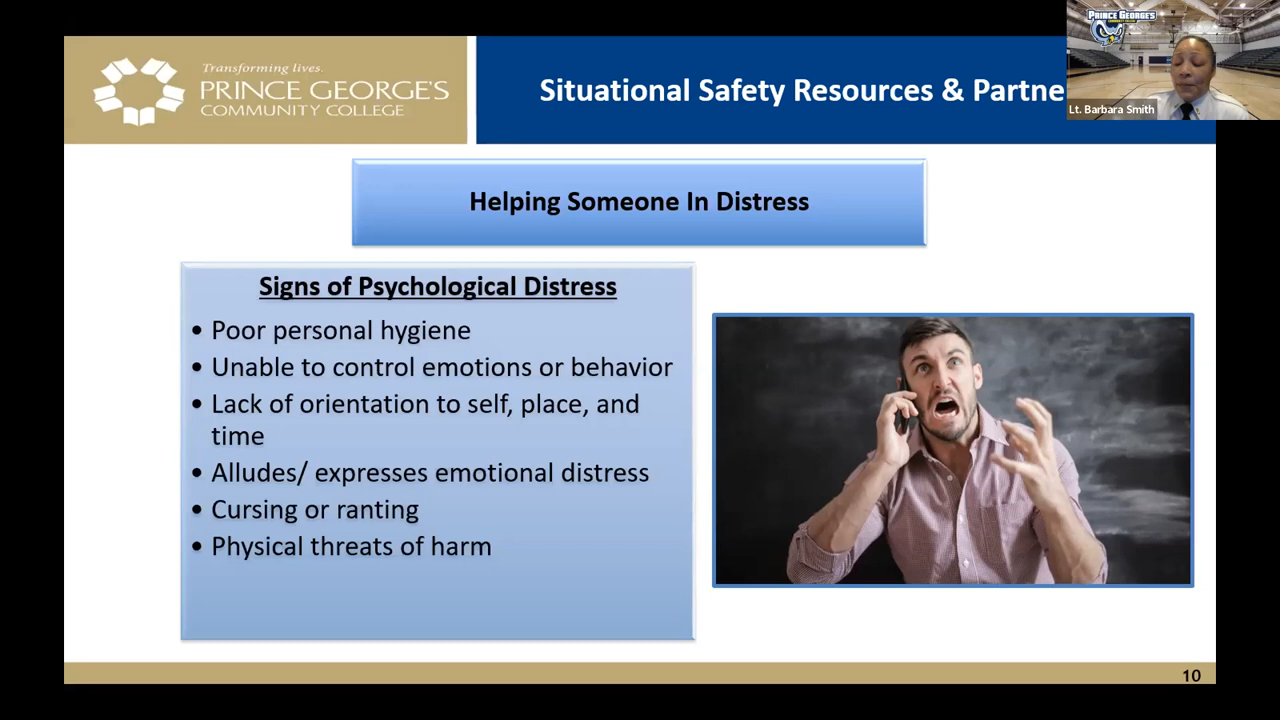 Transforming lives.
PRINCE GEORGE'S
COMMUNITY COLLEGE
Situational Safety Resources & Partne
PRINCE GEORGE'S
Lt. Barbara Smith
Helping Someone In Distress
Signs of Psychological Distress
• Poor personal hygiene
• Unable to control emotions or behavior
• Lack of orientation to self, place, and
time
• Alludes/ expresses emotional distress
• Cursing or ranting
• Physical threats of harm
10